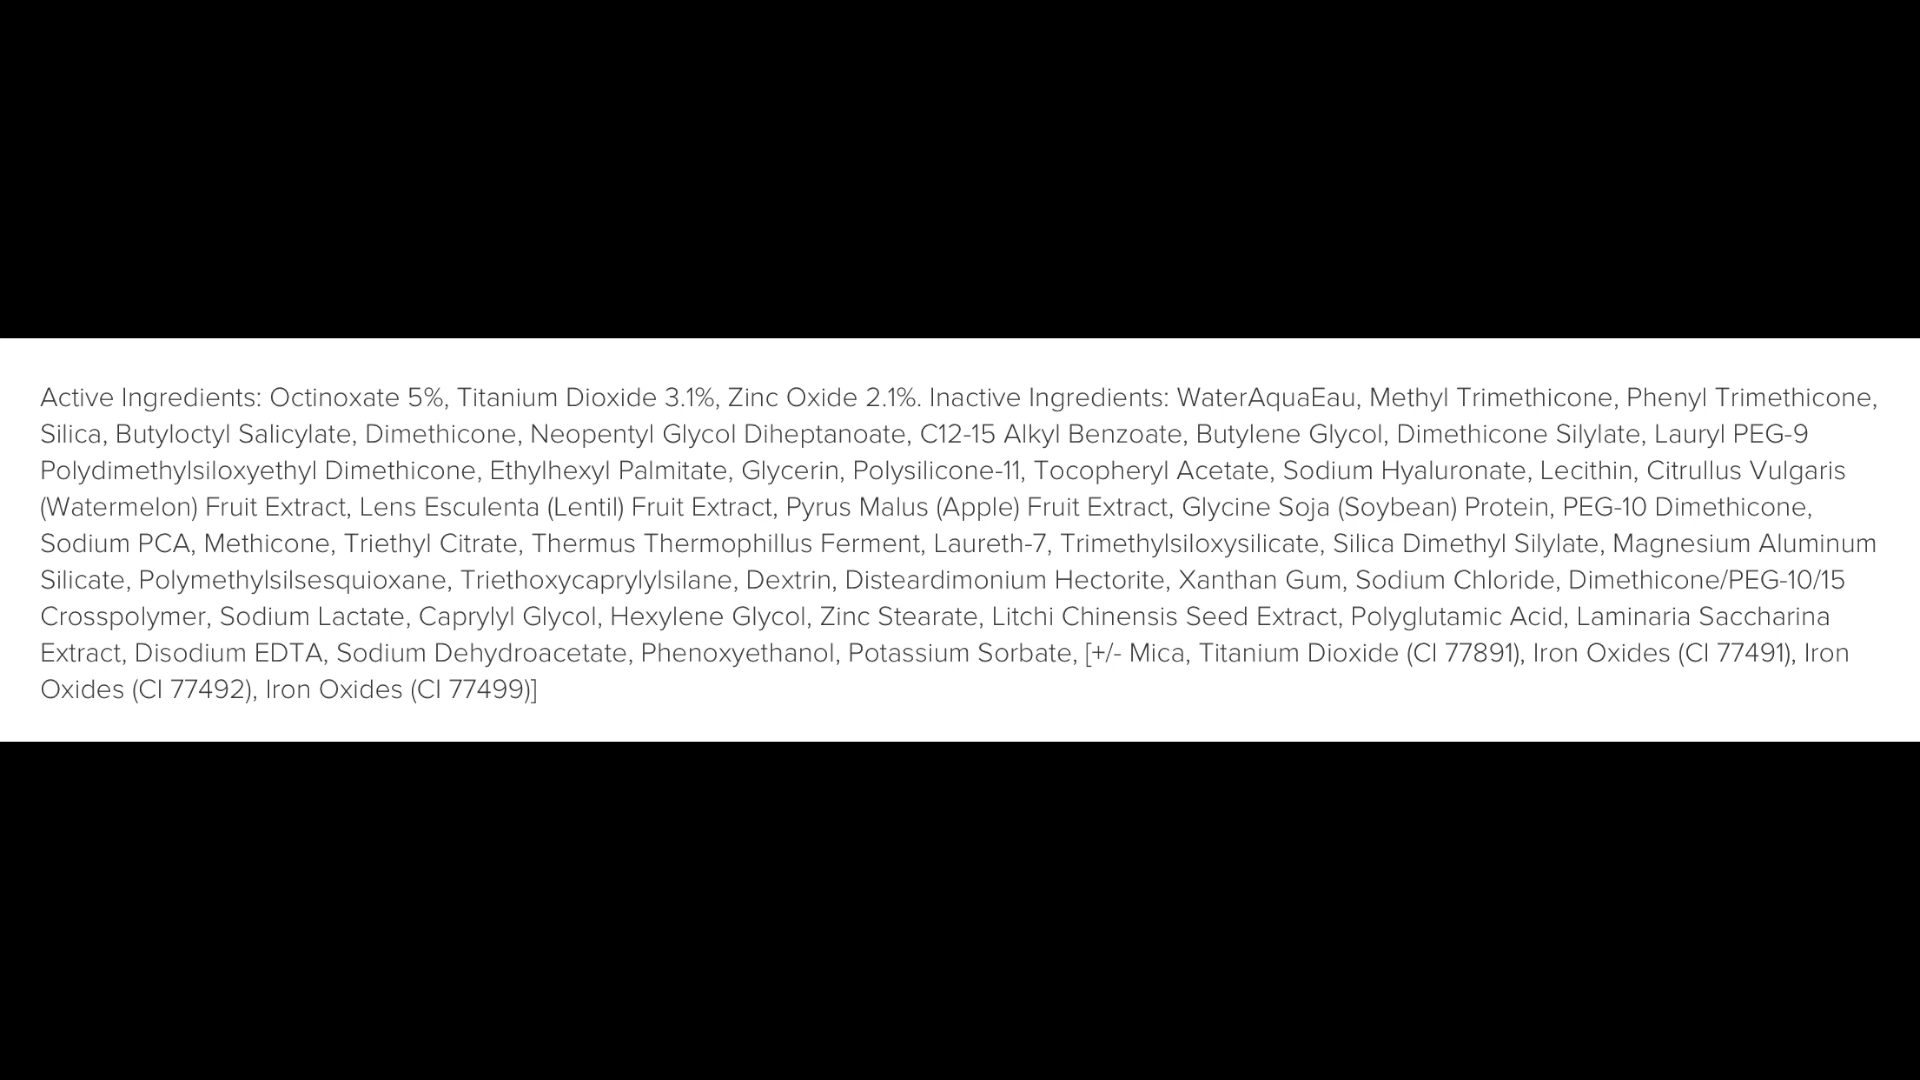 Active Ingredients: Octinoxate 5%, Titanium Dioxide 3.1%, Zinc Oxide 2.1%. Inactive Ingredients: WaterAquaEau, Methyl Trimethicone, Phenyl Trimethicone,
Silica, Butyloctyl Salicylate, Dimethicone, Neopentyl Glycol Diheptanoate, C12-15 Alkyl Benzoate, Butylene Glycol, Dimethicone Silylate, Lauryl PEG-9
Polydimethylsiloxyethyl Dimethicone, Ethylhexyl Palmitate, Glycerin, Polysilicone-11, Tocopheryl Acetate, Sodium Hyaluronate, Lecithin, Citrullus Vulgaris
(Watermelon) Fruit Extract, Lens Esculenta (Lentil) Fruit Extract, Pyrus Malus (Apple) Fruit Extract, Glycine Soja (Soybean) Protein, PEG-10 Dimethicone,
Sodium PCA, Methicone, Triethyl Citrate, Thermus Thermophillus Ferment, Laureth-7, Trimethylsiloxysilicate, Silica Dimethyl Silylate, Magnesium Aluminum
Silicate, Polymethylsilsesquioxane, Triethoxycaprylylsilane, Dextrin, Disteardimonium Hectorite, Xanthan Gum, Sodium Chloride, Dimethicone/PEG-10/15
Crosspolymer, Sodium Lactate, Caprylyl Glycol, Hexylene Glycol, Zinc Stearate, Litchi Chinensis Seed Extract, Polyglutamic Acid, Laminaria Saccharina
Extract, Disodium EDTA, Sodium Dehydroacetate, Phenoxyethanol, Potassium Sorbate, [+/- Mica, Titanium Dioxide (CI 77891), Iron Oxides (CI 77491), Iron
Oxides (CI 77492), Iron Oxides (CI 77499)]